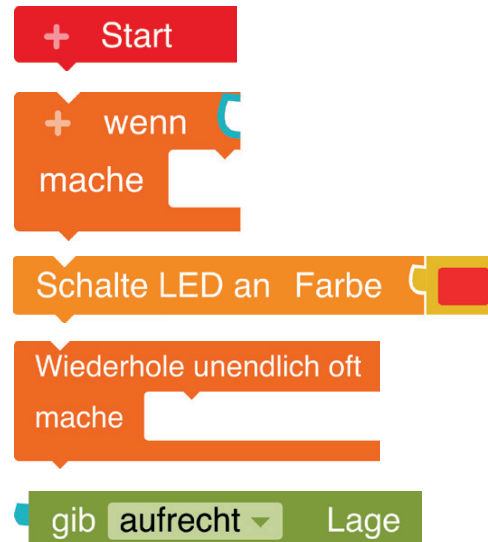 + Start
+ wenn
mache
Schalte LED an Farbe
Wiederhole unendlich oft
mache
gib aufrecht Lage